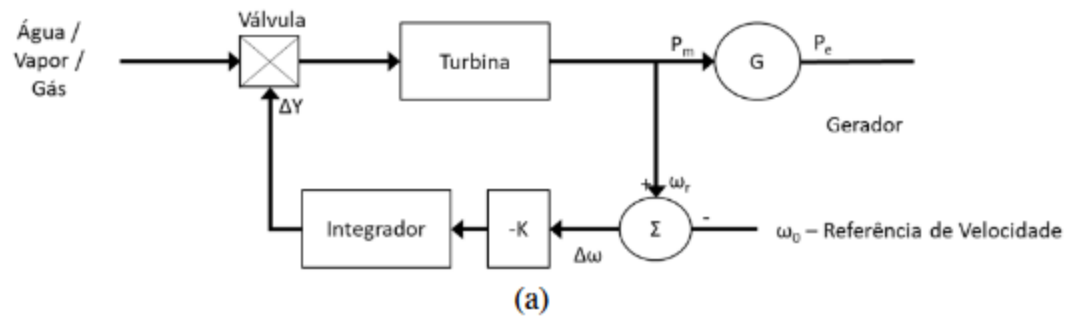 Água /
Vapor /
Gás
Válvula
ΔY
Turbina
Pm
G
Pe
Gerador
+
ωr
Integrador
-K
Δω
Σ
-
ω0 – Referência de Velocidade
(a)